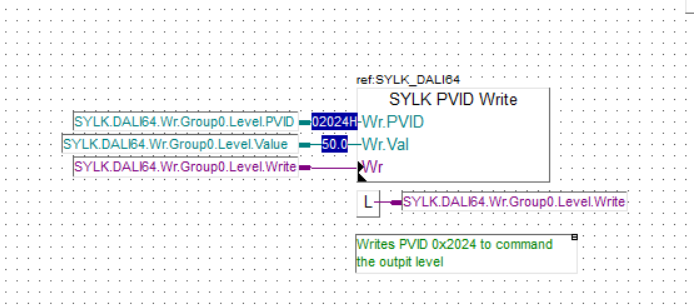 ref:SYLK_DALI64
SYLK PVID Write
SYLK.DALI64.Wr.Group0.Level.PVID 02024H Wr.PVID
SYLK.DALI64.Wr.Group0.Level.Value 50.0 Wr.Val
SYLK.DALI64.Wr.Group0.Level.Write Wr
L SYLK.DALI64.Wr.Group0.Level.Write
Writes PVID 0x2024 to command
the outpit level